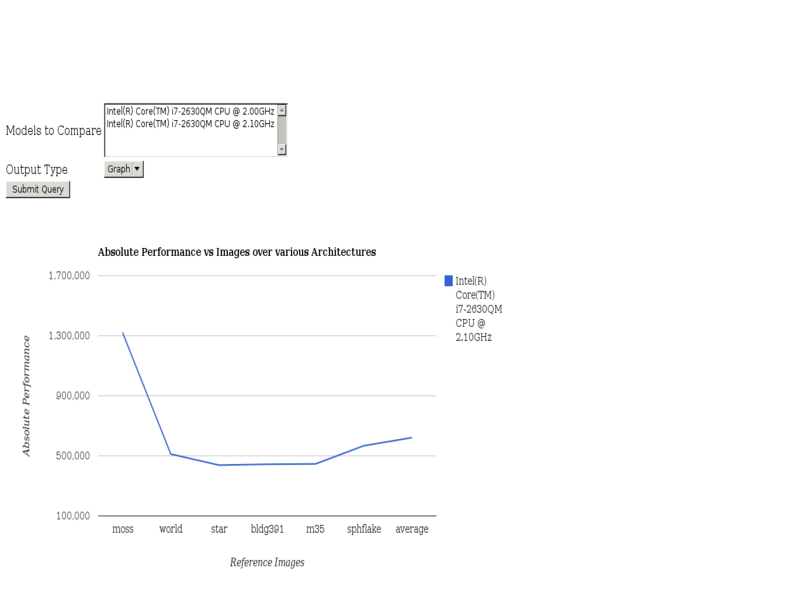 Models to Compare
Intel(R) Core(TM) i7-2630QM CPU @ 2.00GHz
Intel(R) Core(TM) i7-2630QM CPU @ 2.10GHz
Output Type
Graph
Submit Query
Absolute Performance vs Images over various Architectures
1,700,000
1,300,000
900,000
500,000
100,000
Absolute Performance
moss world star bldg391 m35 sphflake average
Reference Images
Intel(R)
Core(TM)
i7-2630QM
CPU @
2.10GHz